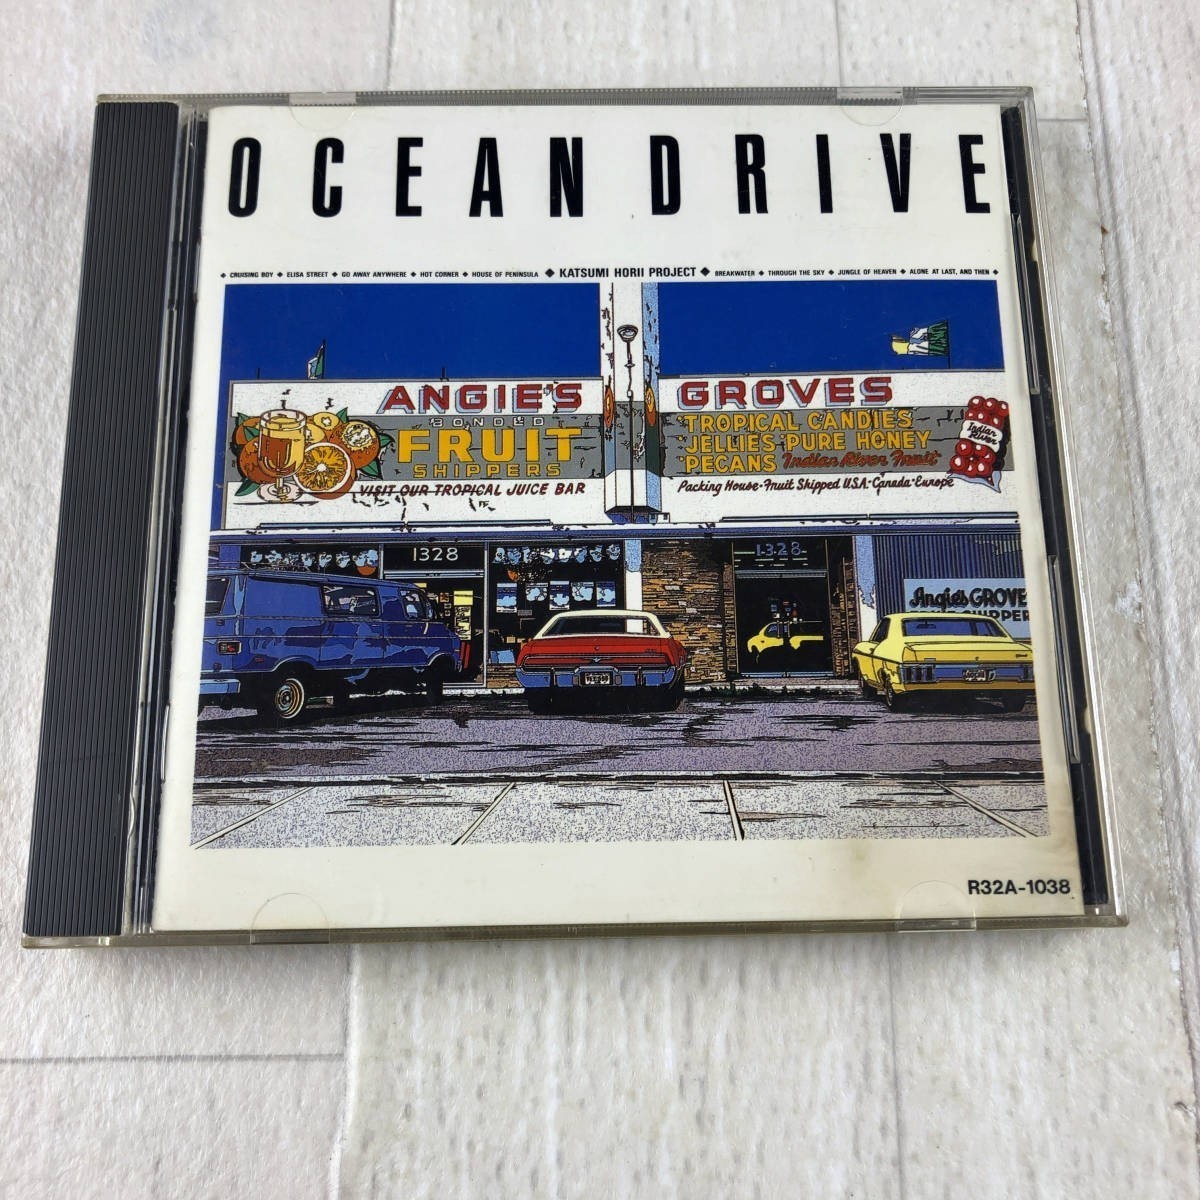 OCEAN DRIVE
◆ CRUISING BOY ◆ ELISA STREET ◆ GO AWAY ANYWHERE ◆ HOT CORNER ◆ HOUSE OF PENINSULA ◆ KATSUMI HORII PROJECT ◆ BREAKWATER ◆ THROUGH THE SKY ◆ JUNGLE OF HEAVEN ◆ ALONE AT LAST, AND THEN ◆
ANGIE'S
BONDED
FRUIT
SHIPPERS
VISIT OUR TROPICAL JUICE BAR
GROVES
TROPICAL CANDIES
JELLIES PURE HONEY
PECANS Indian River Fruit
Packing House-Fruit Shipped U.S.A-Canada-Europe
Indian
River
1328
1328
Angie's GROVE
SHIPPER
R32A-1038